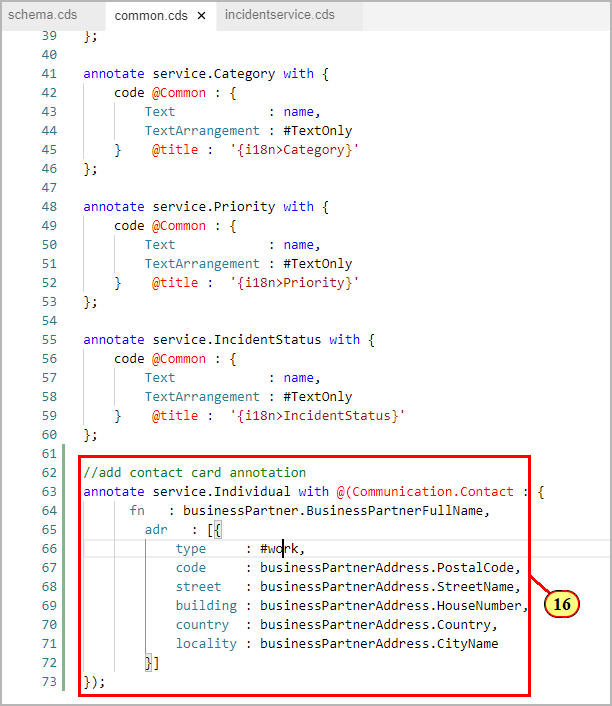 schema.cds common.cds × incidentservice.cds
39 };
40
41 annotate service.Category with {
42 code @Common : {
43 Text : name,
44 TextArrangement : #TextOnly
45 } @title : '{i18n>Category}'
46 };
47
48 annotate service.Priority with {
49 code @Common : {
50 Text : name,
51 TextArrangement : #TextOnly
52 } @title : '{i18n>Priority}'
53 };
54
55 annotate service.IncidentStatus with {
56 code @Common : {
57 Text : name,
58 TextArrangement : #TextOnly
59 } @title : '{i18n>IncidentStatus}'
60 };
61
62 //add contact card annotation
63 annotate service.Individual with @(Communication.Contact : {
64 fn : businessPartner.BusinessPartnerFullName,
65 adr : [{
66 type : #work,
67 code : businessPartnerAddress.PostalCode,
68 street : businessPartnerAddress.StreetName,
69 building : businessPartnerAddress.HouseNumber,
70 country : businessPartnerAddress.Country,
71 locality : businessPartnerAddress.CityName
72 }]
73 });
16